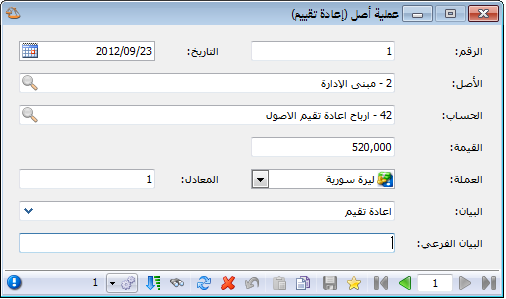 عملية أصل (إعادة تقييم)
الرقم: 1 التاريخ: 2012/09/23
الأصل: 2 - مبنى الإدارة
الحساب: 42 - ارباح اعادة تقيم الاصول
القيمة: 520,000
العملة: ليرة سورية المعادل: 1
البيان: اعادة تقيم
البيان الفرعي:
1 1